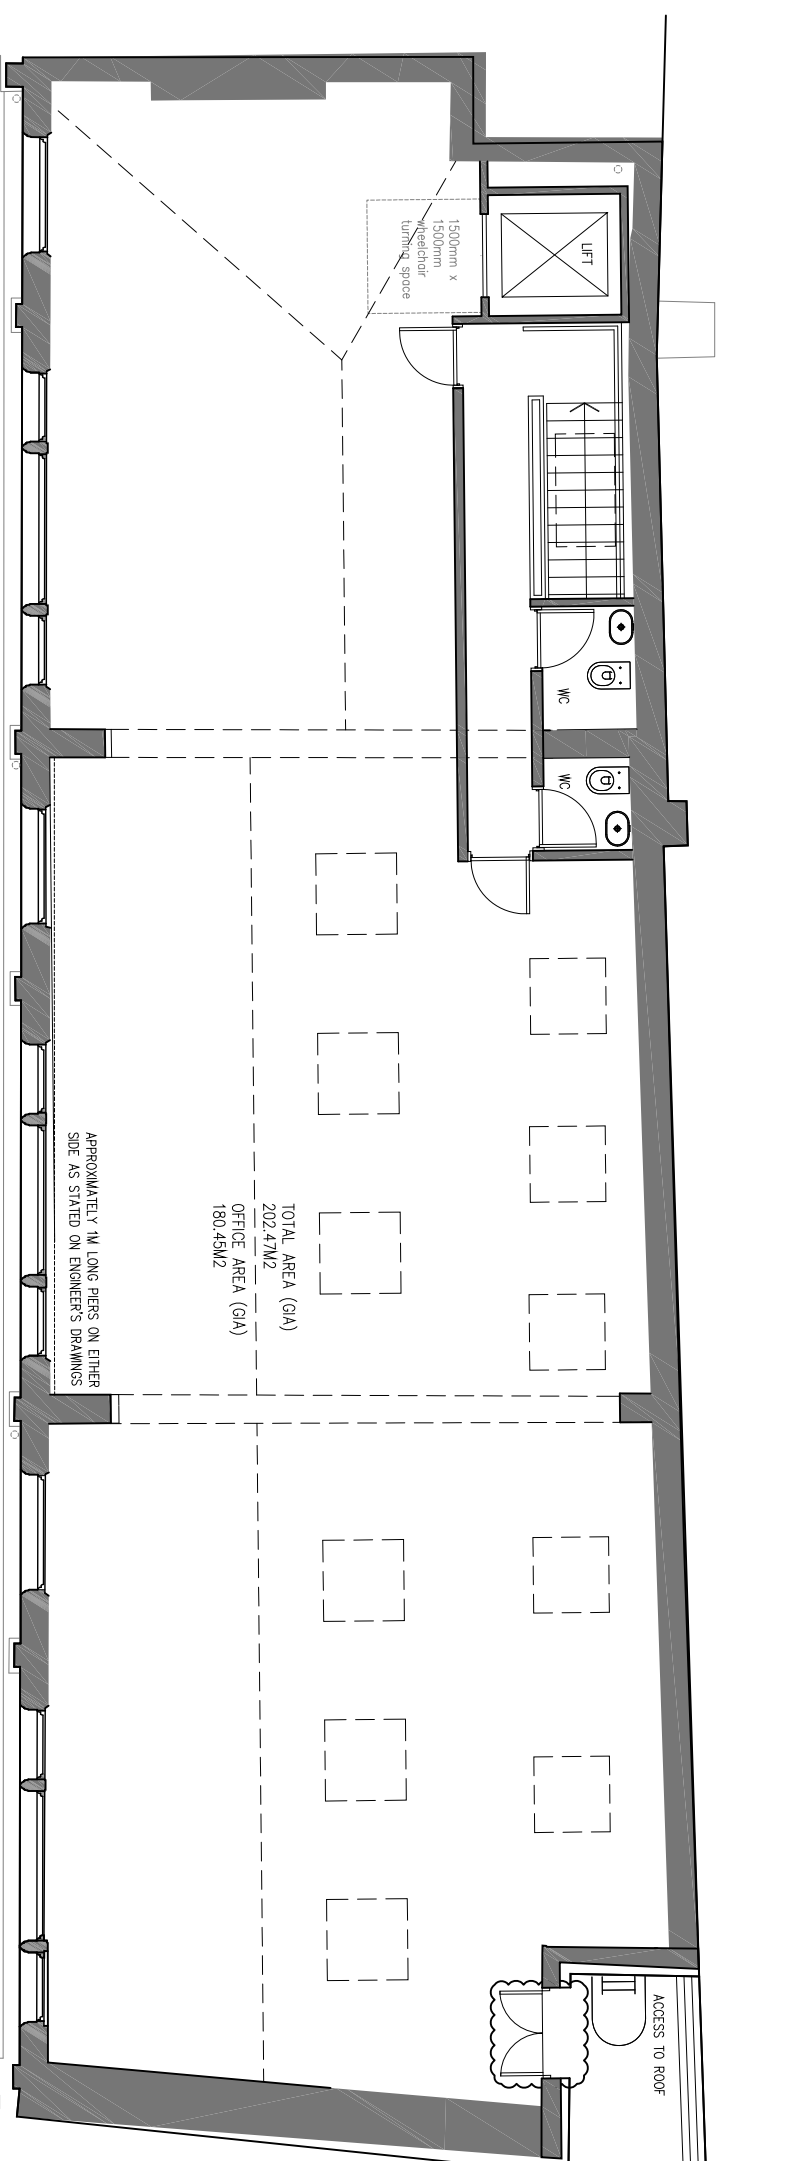 LIFT
1500mm x
1500mm
wheelchair
turning space
WC
WC
TOTAL AREA (GIA)
202.47M2
OFFICE AREA (GIA)
180.45M2
APPROXIMATELY 1M LONG PIERS ON EITHER
SIDE AS STATED ON ENGINEER'S DRAWINGS
ACCESS TO ROOF